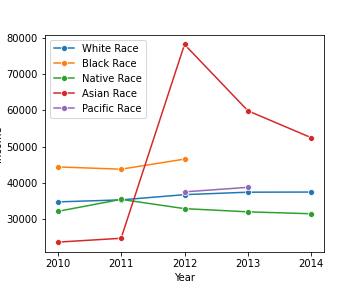 80000
70000
60000
50000
40000
30000
White Race
Black Race
Native Race
Asian Race
Pacific Race
2010 2011 2012 2013 2014
Year